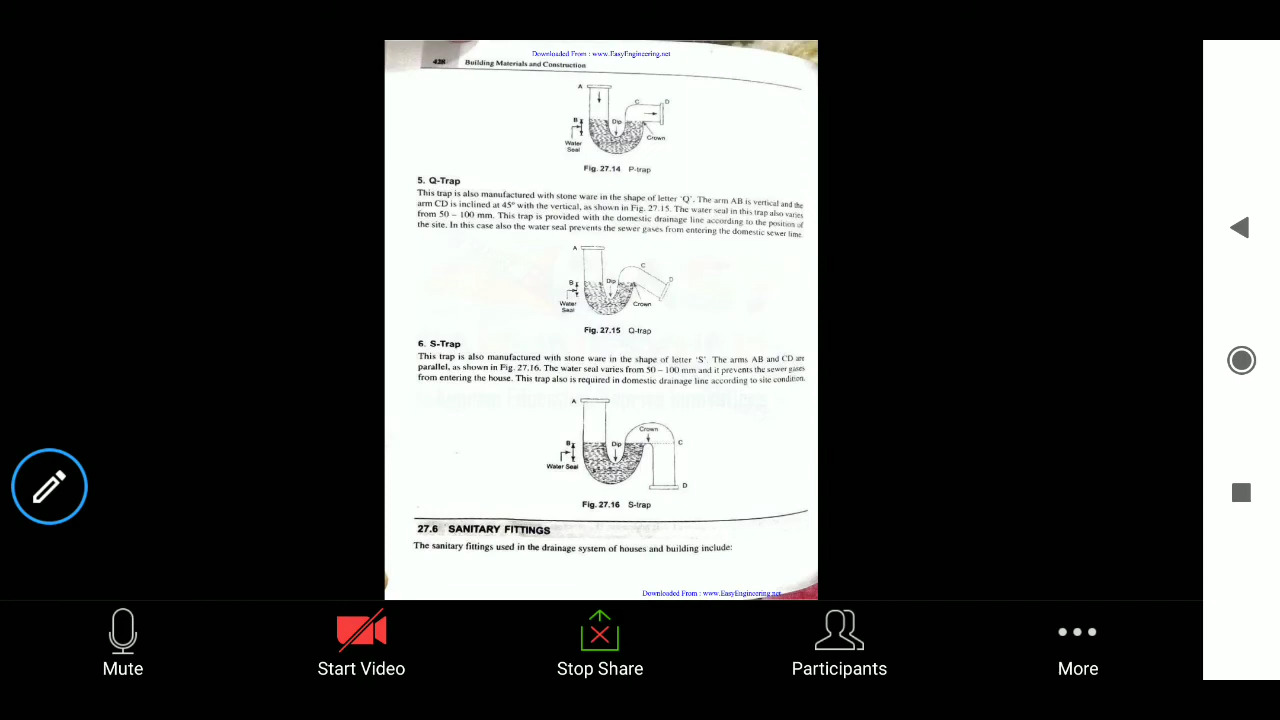 Downloaded From : www.EasyEngineering.net
428 Building Materials and Construction
A
C D
B Dip
Water
Seal
Crown
Fig. 27.14 P-trap
5. Q-Trap
This trap is also manufactured with stone ware in the shape of letter ‘Q’. The arm AB is vertical and the
arm CD is inclined at 45° with the vertical, as shown in Fig. 27.15. The water seal in this trap also varies
from 50 – 100 mm. This trap is provided with the domestic drainage line according to the position of
the site. In this case also the water seal prevents the sewer gases from entering the domestic sewer line.
A
C
D
B Dip
Water
Seal
Crown
Fig. 27.15 Q-trap
6. S-Trap
This trap is also manufactured with stone ware in the shape of letter ‘S’. The arms AB and CD are
parallel, as shown in Fig. 27.16. The water seal varies from 50 – 100 mm and it prevents the sewer gases
from entering the house. This trap also is required in domestic drainage line according to site condition.
A
Crown
B Dip C
Water Seal
D
Fig. 27.16 S-trap
27.6 SANITARY FITTINGS
The sanitary fittings used in the drainage system of houses and building include:
Downloaded From : www.EasyEngineering.net
Mute Start Video Stop Share Participants More